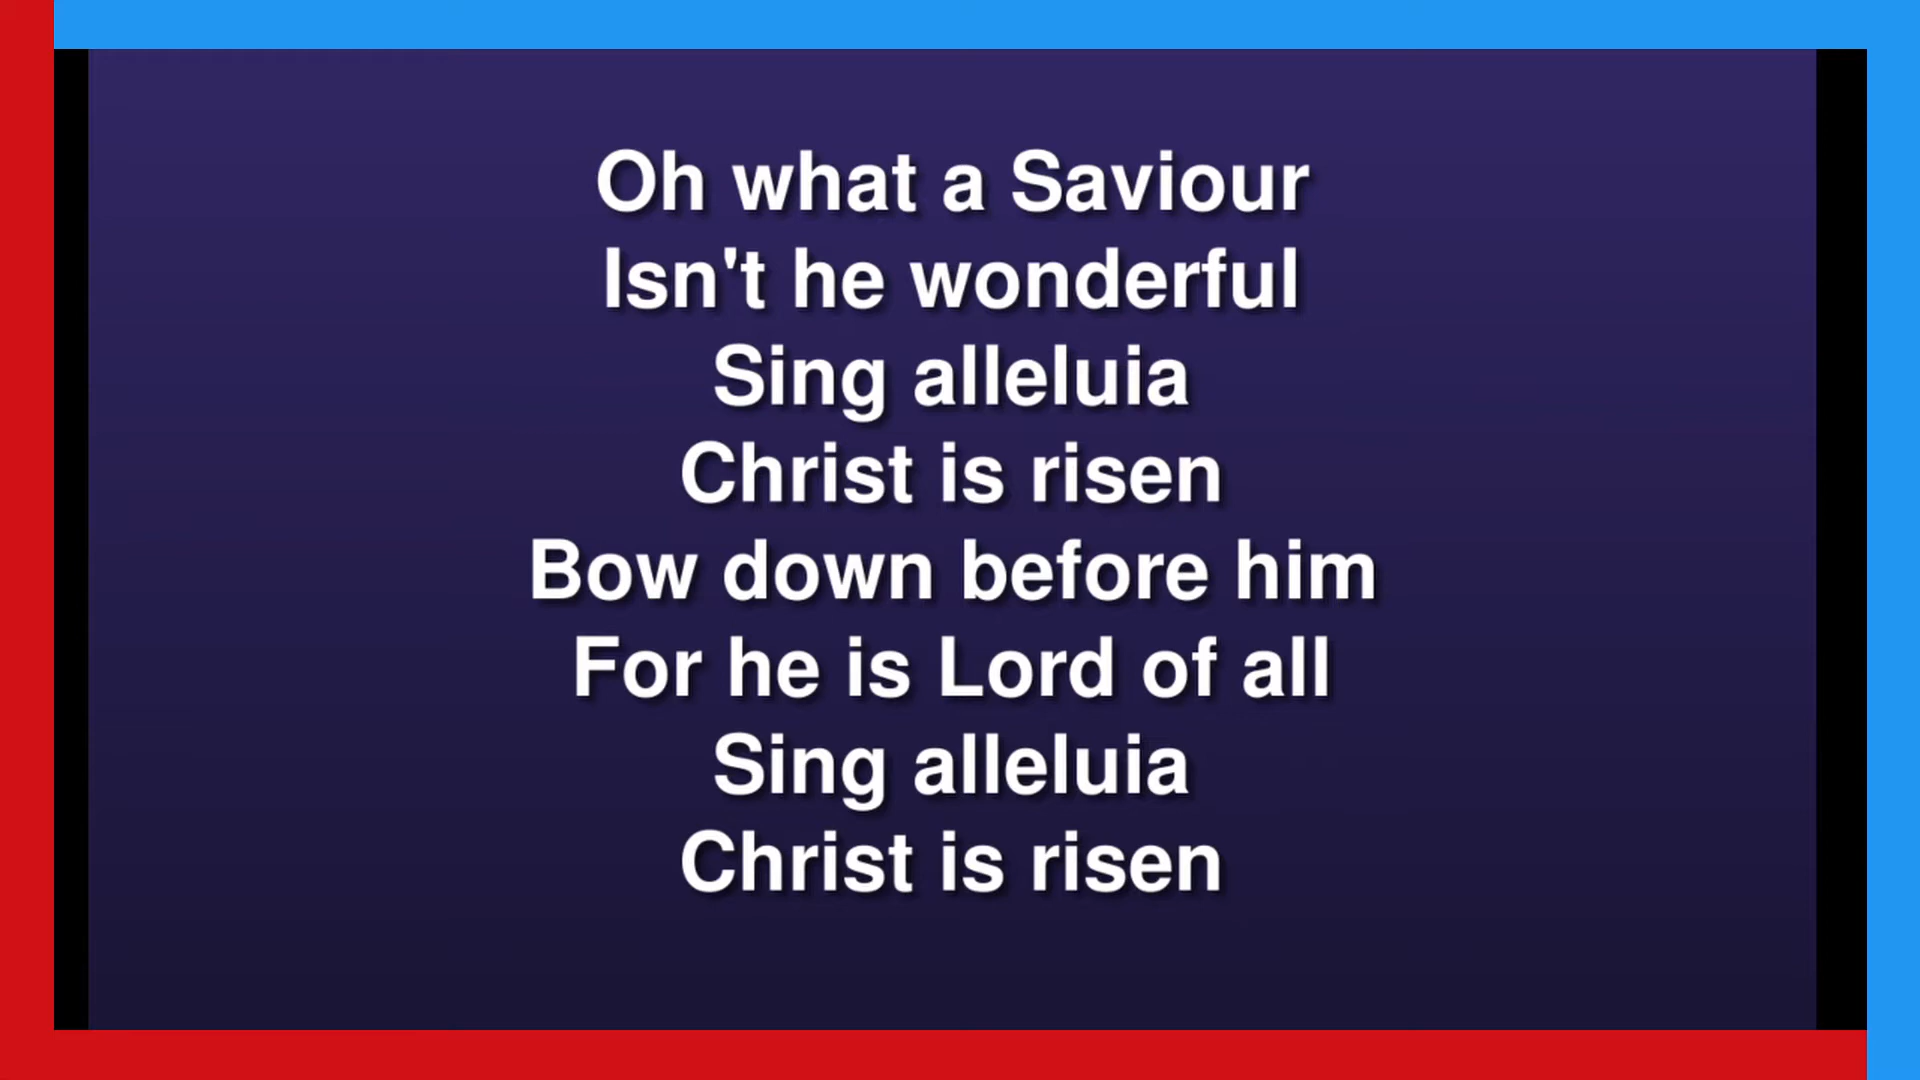 Oh what a Saviour
Isn't he wonderful
Sing alleluia
Christ is risen
Bow down before him
For he is Lord of all
Sing alleluia
Christ is risen